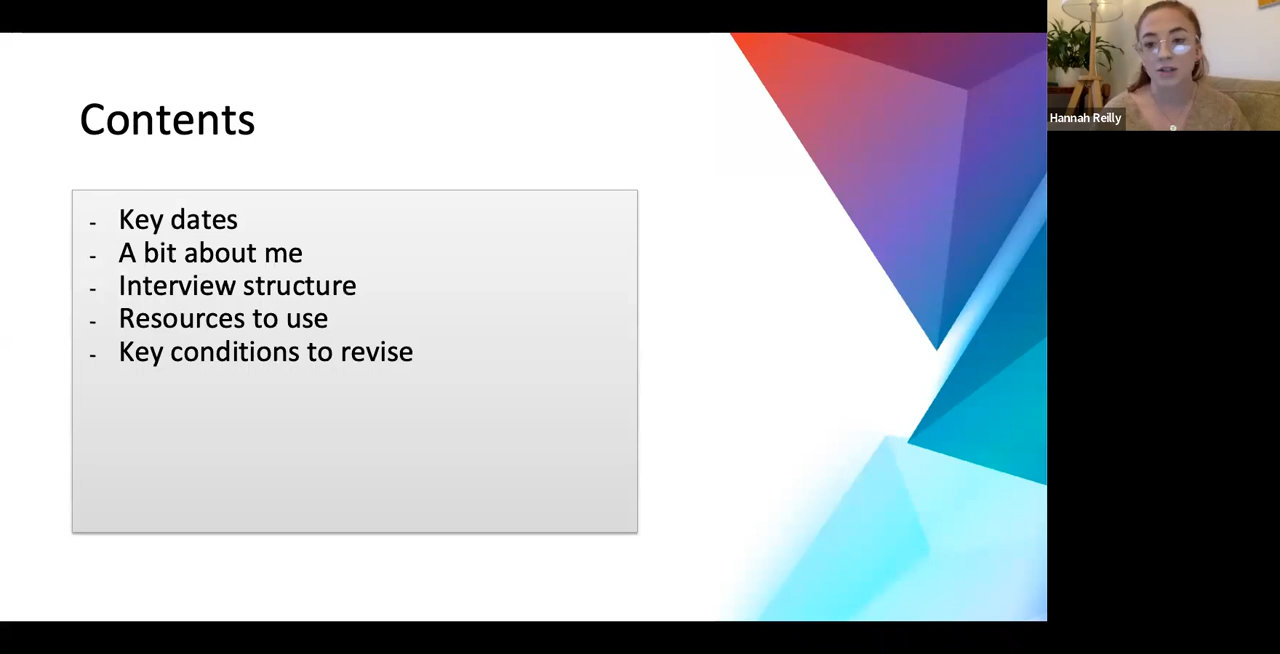 Contents
- Key dates
- A bit about me
- Interview structure
- Resources to use
- Key conditions to revise
Hannah Reilly